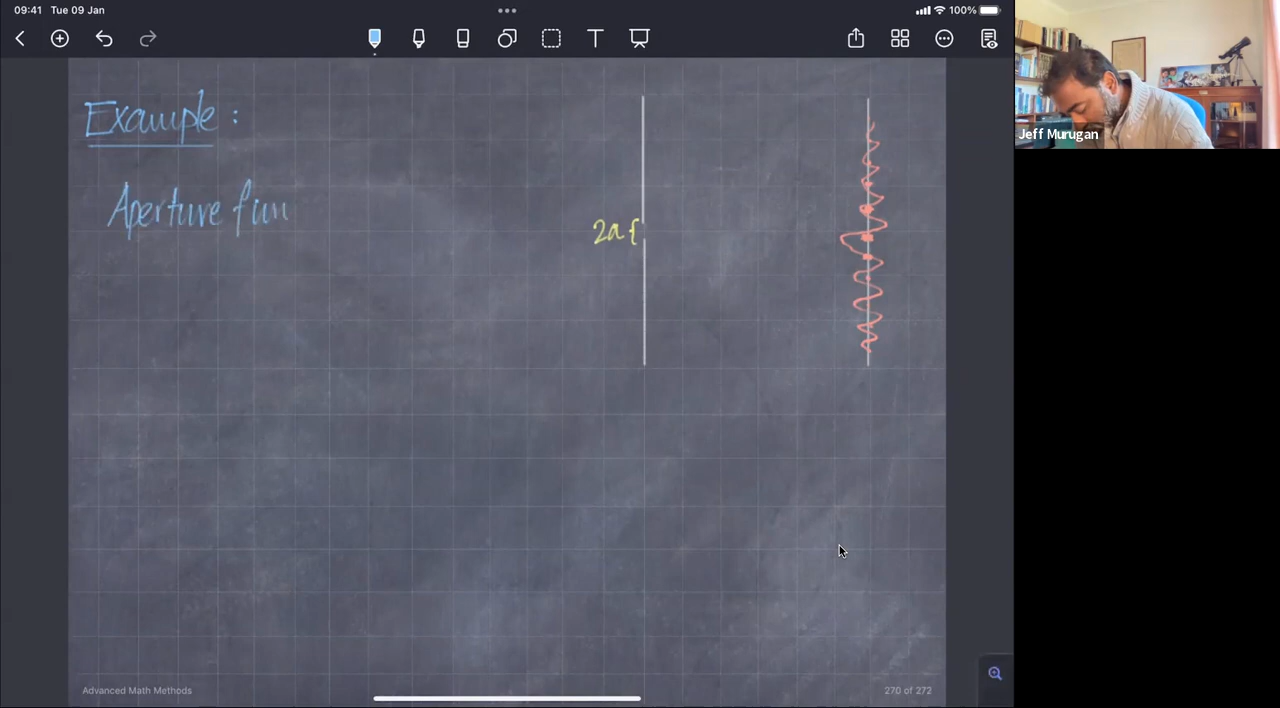 09:41 Tue 09 Jan
100%
Jeff Murugan
Example :
Aperture fun
2a {
Advanced Math Methods
270 of 272